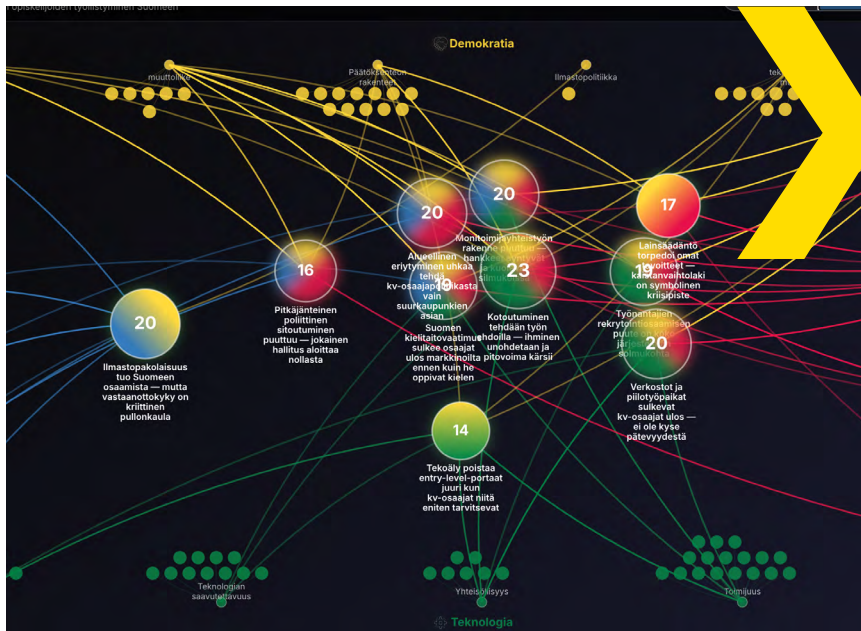 opiskelijoiden työllistyminen Suomeen
Demokratia
muuttoliike
Päätöksenteon
rakenteet
Ilmastopolitiikka
20
20
17
16
23
19
20
20
14
Monitoimijayhteistyön
Alueellinen
eriytyminen uhkaa
tehdä
kv-osaajapolitiikasta
vain
suurkaupunkien
asian
Lainsäädäntö
torpedoi omat
tavoitteet —
kansanvaihtolaki
on symbolinen
kriisipiste
Pitkäjänteinen
poliittinen
sitoutuminen
puuttuu — jokainen
hallitus aloittaa
nollasta
Kotoutuminen
tehdään työn
ehdoilla — ihminen
unohdetaan ja
pitovoima kärsii
Suomen
kielitaitovaatimus
sulkee osaajat
ulos markkinoilta
ennen kuin he
oppivat kielen
Työnantajien
rekrytointiosaamisen
Ilmastopakolaisuus
tuo Suomeen
osaamista — mutta
vastaanottokyky on
kriittinen
pullonkaula
Verkostot ja
piilotyöpaikat
sulkevat
kv-osaajat ulos —
ei ole kyse
pätevyydestä
Tekoäly poistaa
entry-level-portaat
juuri kun
kv-osaajat niitä
eniten tarvitsevat
Teknologian
saavutettavuus
Yhteisöllisyys
Toimijuus
Teknologia